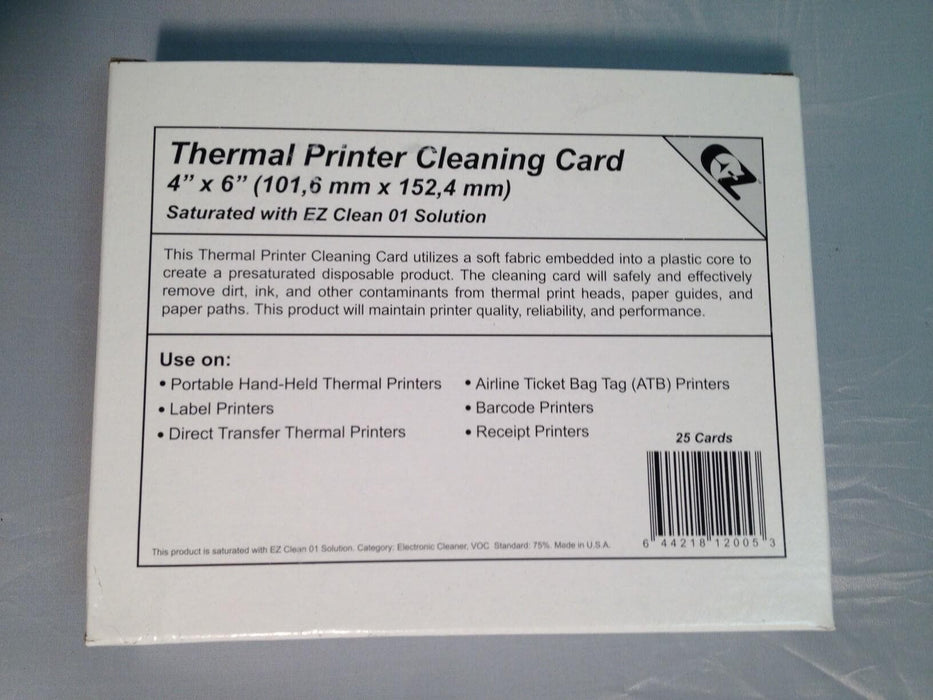 Thermal Printer Cleaning Card
4” x 6” (101,6 mm x 152,4 mm)
Saturated with EZ Clean 01 Solution
EZ
This Thermal Printer Cleaning Card utilizes a soft fabric embedded into a plastic core to
create a presaturated disposable product. The cleaning card will safely and effectively
remove dirt, ink, and other contaminants from thermal print heads, paper guides, and
paper paths. This product will maintain printer quality, reliability, and performance.
Use on:
• Portable Hand-Held Thermal Printers
• Label Printers
• Direct Transfer Thermal Printers
• Airline Ticket Bag Tag (ATB) Printers
• Barcode Printers
• Receipt Printers
25 Cards
6 44218 12005 3
This product is saturated with EZ Clean 01 Solution. Category: Electronic Cleaner, VOC Standard: 75%. Made in U.S.A.